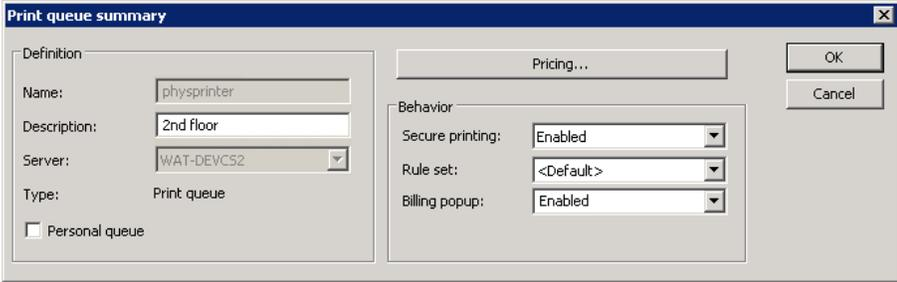 Print queue summary
Definition
Name: physprinter
Description: 2nd floor
Server: WAT-DEVCS2
Type: Print queue
Personal queue
Pricing...
Behavior
Secure printing: Enabled
Rule set: <Default>
Billing popup: Enabled
OK
Cancel